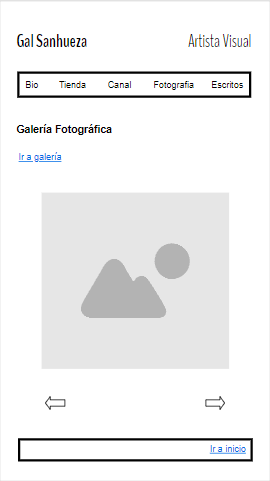 Gal Sanhueza Artista Visual
Bio Tienda Canal Fotografia Escritos
Galería Fotográfica
Ir a galería
Ir a inicio